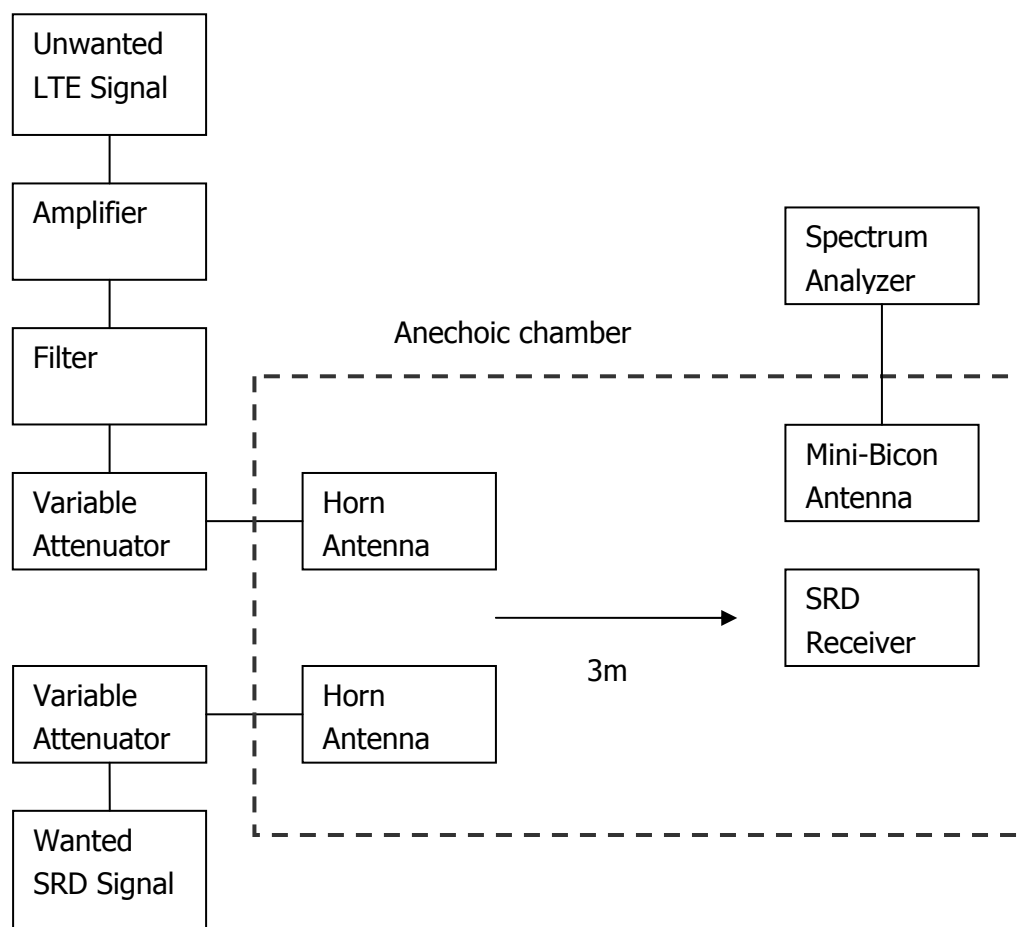 Unwanted
LTE Signal
Amplifier
Spectrum
Analyzer
Filter
Anechoic chamber
Mini-Bicon
Antenna
Variable
Attenuator
Horn
Antenna
SRD
Receiver
3m
Variable
Attenuator
Horn
Antenna
Wanted
SRD Signal